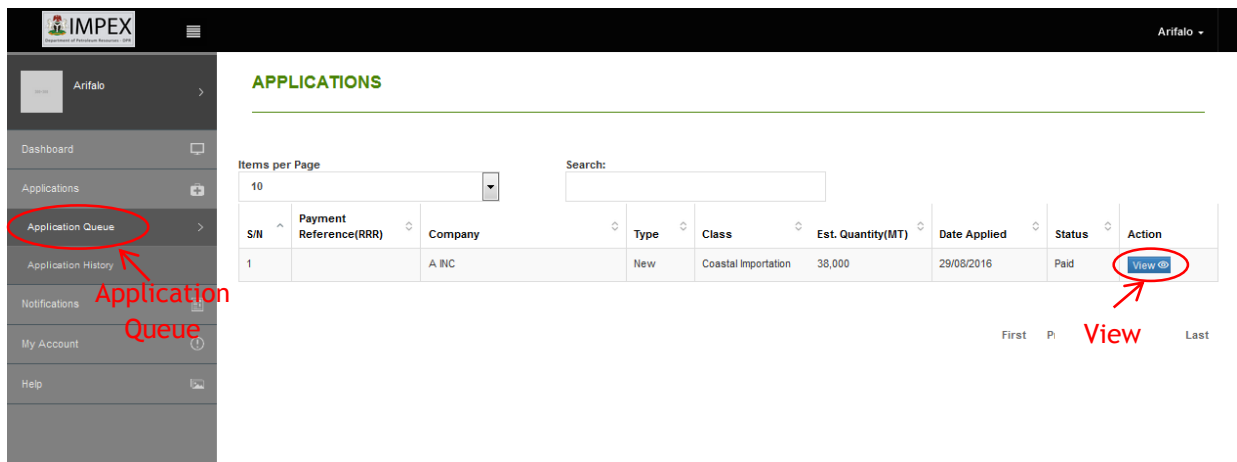 IMPEX
Department of Petroleum Resources - DPR
Arifalo
Arifalo
Dashboard
Applications
Application Queue
Application History
Notifications
My Account
Help
Application
Queue
APPLICATIONS
Items per Page
10
Search:
S/N Payment Reference(RRR) Company Type Class Est. Quantity(MT) Date Applied Status Action
1 A INC New Coastal Importation 38,000 29/08/2016 Paid View
First P View Last